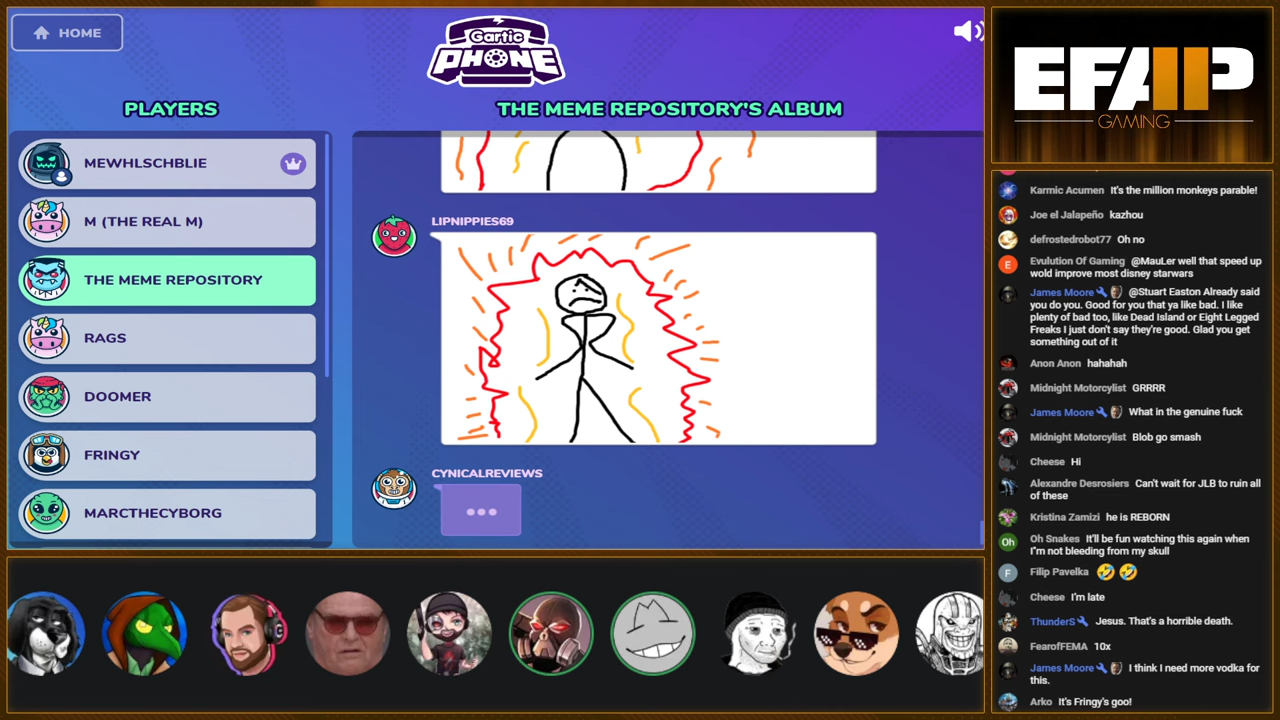 HOME
Gartic
PHONE
PLAYERS
THE MEME REPOSITORY'S ALBUM
MEWHLSCHBLIE
M (THE REAL M)
THE MEME REPOSITORY
RAGS
DOOMER
FRINGY
MARCTHECYBORG
LIPNIPPIES69
CYNICALREVIEWS
EFAP
GAMING
Karmic Acumen It's the million monkeys parable!
Joe el Jalapeño kazhou
defrostedrobot77 Oh no
E Evulution Of Gaming @MauLer well that speed up
wold improve most disney starwars
James Moore @Stuart Easton Already said
you do you. Good for you that ya like bad. I like
plenty of bad too, like Dead Island or Eight Legged
Freaks I just don't say they're good. Glad you get
something out of it
Anon Anon hahahah
Midnight Motorcylist GRRRR
James Moore What in the genuine fuck
Midnight Motorcylist Blob go smash
Cheese Hi
Alexandre Desrosiers Can't wait for JLB to ruin all
of these
Kristina Zamizi he is REBORN
Oh Oh Snakes It'll be fun watching this again when
I"m not bleeding from my skull
F Filip Pavelka 🤣 🤣
Cheese I'm late
ThunderS Jesus. That's a horrible death.
FearofFEMA 10x
James Moore I think I need more vodka for
this.
Arko It's Fringy's goo!